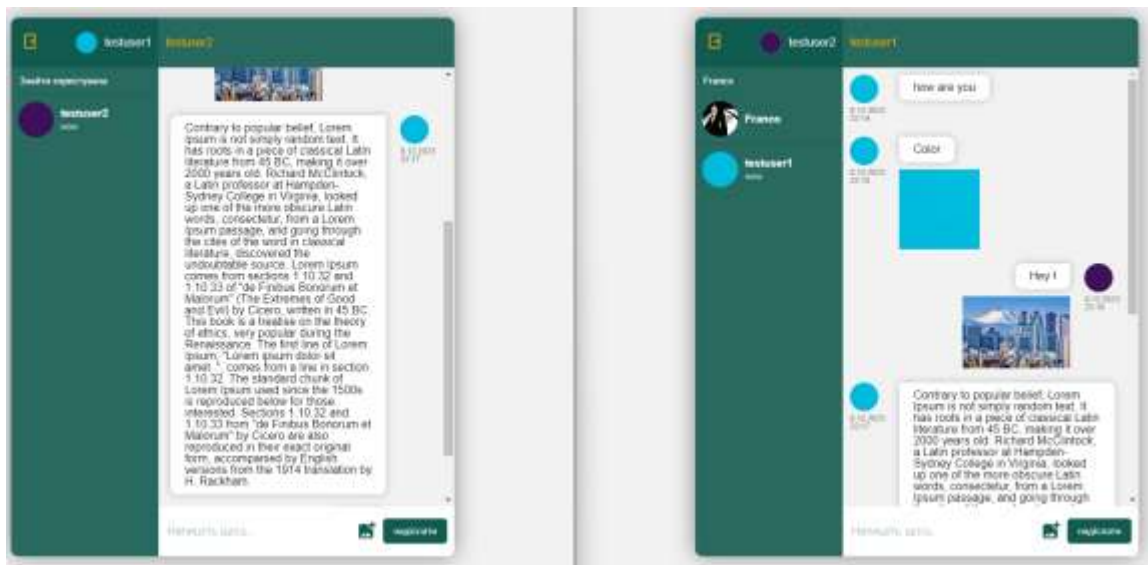 testuser1
testuser2
Знайти користувача
testuser2
Contrary to popular belief, Lorem
Ipsum is not simply random text. It
has roots in a piece of classical Latin
literature from 45 BC, making it over
2000 years old. Richard McClintock,
a Latin professor at Hampden-
Sydney College in Virginia, looked
up one of the more obscure Latin
words, consectetur, from a Lorem
Ipsum passage, and going through
the cites of the word in classical
literature, discovered the
undoubtable source. Lorem Ipsum
comes from sections 1.10.32 and
1.10.33 of "de Finibus Bonorum et
Malorum" (The Extremes of Good
and Evil) by Cicero, written in 45 BC.
This book is a treatise on the theory
of ethics, very popular during the
Renaissance. The first line of Lorem
Ipsum, "Lorem ipsum dolor sit
amet..", comes from a line in section
1.10.32. The standard chunk of
Lorem Ipsum used since the 1500s
is reproduced below for those
interested. Sections 1.10.32 and
1.10.33 from "de Finibus Bonorum et
Malorum" by Cicero are also
reproduced in their exact original
form, accompanied by English
versions from the 1914 translation by
H. Rackham.
Напишіть щось...
надіслати
testuser2
testuser1
Franco
Franco
testuser1
how are you
Color
Hey !
Contrary to popular belief, Lorem
Ipsum is not simply random text. It
has roots in a piece of classical Latin
literature from 45 BC, making it over
2000 years old. Richard McClintock,
a Latin professor at Hampden-
Sydney College in Virginia, looked
up one of the more obscure Latin
words, consectetur, from a Lorem
Ipsum passage, and going through
Напишіть щось...
надіслати